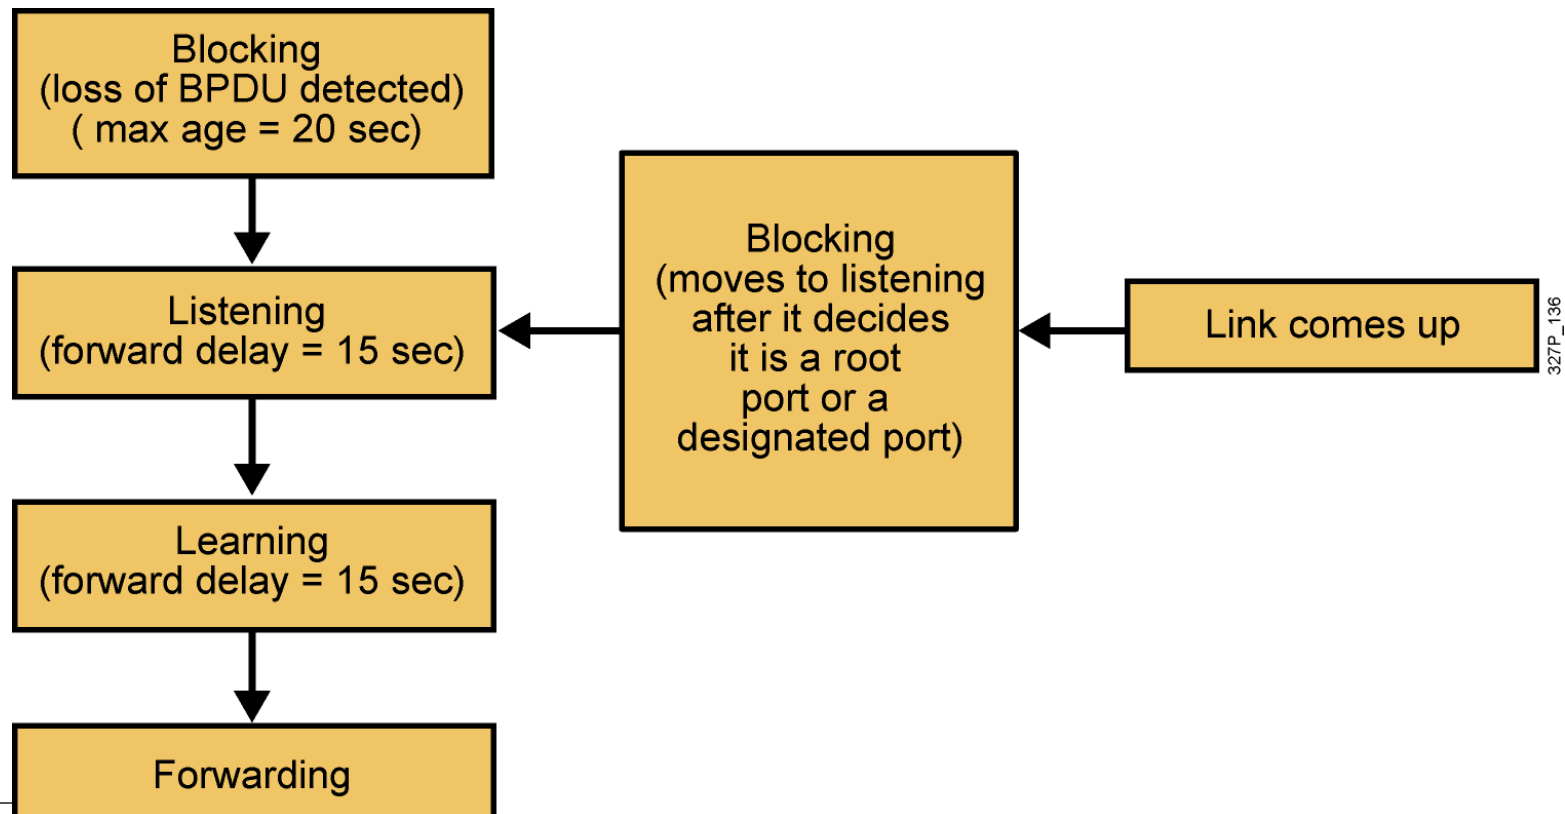 Blocking
(loss of BPDU detected)
( max age = 20 sec)
Listening
(forward delay = 15 sec)
Learning
(forward delay = 15 sec)
Forwarding
Blocking
(moves to listening
after it decides
it is a root
port or a
designated port)
Link comes up
327P_136